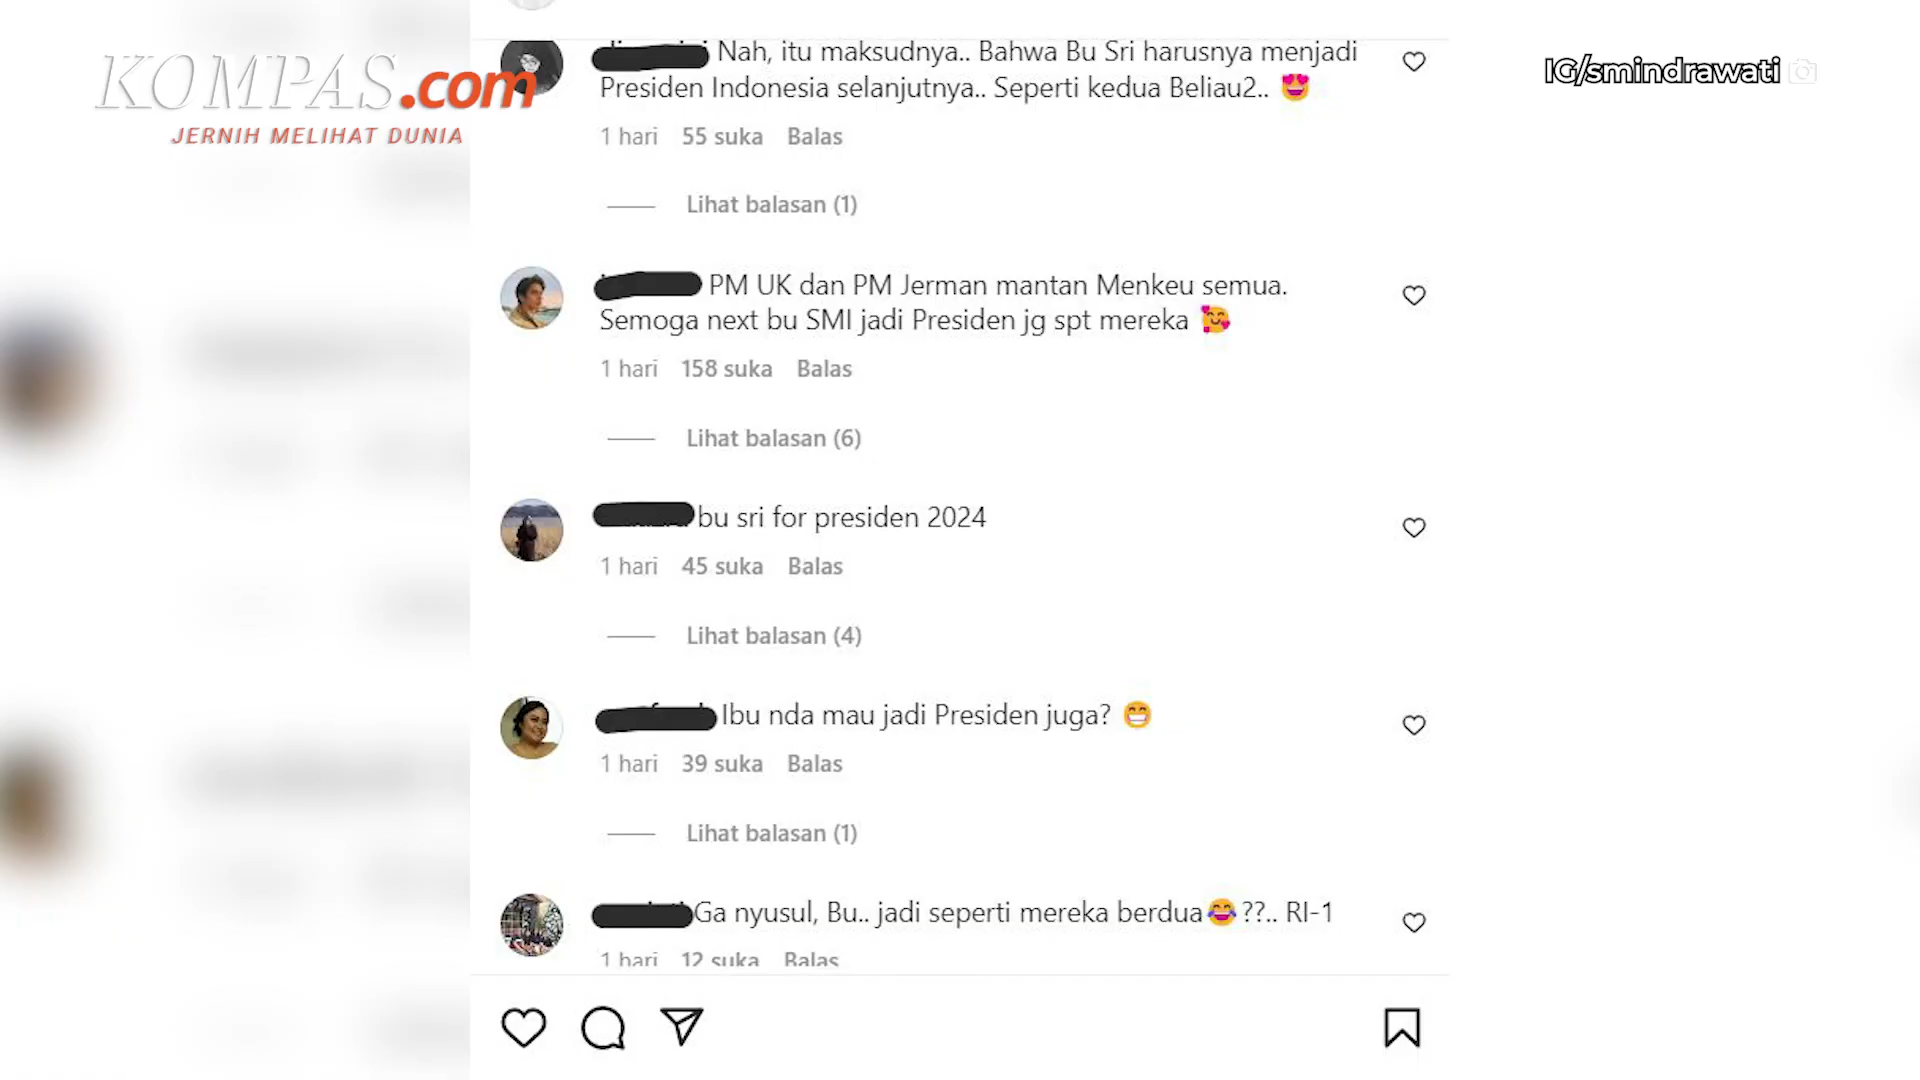 KOMPAS.com
JERNIH MELIHAT DUNIA
IG/smindrawati
Nah, itu maksudnya.. Bahwa Bu Sri harusnya menjadi
Presiden Indonesia selanjutnya.. Seperti kedua Beliau2.. 😍
1 hari 55 suka Balas
Lihat balasan (1)
PM UK dan PM Jerman mantan Menkeu semua.
Semoga next bu SMI jadi Presiden jg spt mereka 🥰
1 hari 158 suka Balas
Lihat balasan (6)
bu sri for presiden 2024
1 hari 45 suka Balas
Lihat balasan (4)
Ibu nda mau jadi Presiden juga? 😁
1 hari 39 suka Balas
Lihat balasan (1)
Ga nyusul, Bu.. jadi seperti mereka berdua😂??.. RI-1
1 hari 12 suka Balas